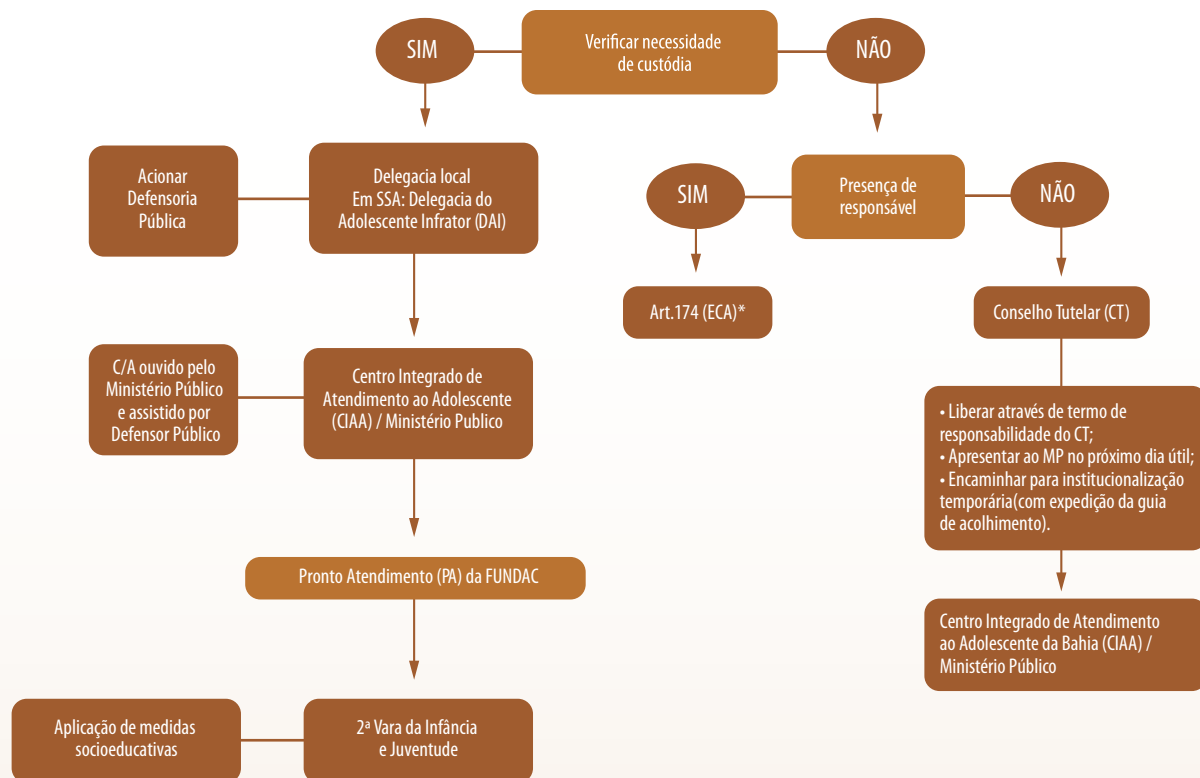 SIM
Verificar necessidade
de custódia
NÃO
Acionar
Defensoria
Pública
Delegacia local
Em SSA: Delegacia do
Adolescente Infrator (DAI)
SIM
Presença de
responsável
NÃO
Art.174 (ECA)*
Conselho Tutelar (CT)
C/A ouvido pelo
Ministério Público
e assistido por
Defensor Público
Centro Integrado de
Atendimento ao Adolescente
(CIAA) / Ministério Publico
• Liberar através de termo de
responsabilidade do CT;
• Apresentar ao MP no próximo dia útil;
• Encaminhar para institucionalização
temporária(com expedição da guia
de acolhimento).
Pronto Atendimento (PA) da FUNDAC
Centro Integrado de Atendimento
ao Adolescente da Bahia (CIAA) /
Ministério Público
Aplicação de medidas
socioeducativas
2ª Vara da Infância
e Juventude